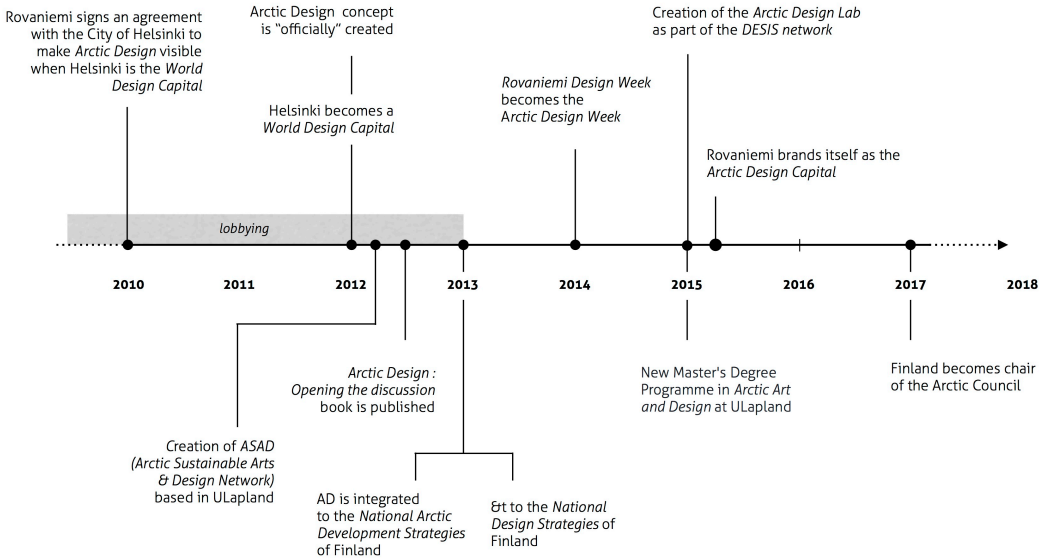 Rovaniemi signs an agreement
with the City of Helsinki to
make Arctic Design visible
when Helsinki is the World
Design Capital
Arctic Design concept
is "officially" created
Helsinki becomes a
World Design Capital
Rovaniemi Design Week
becomes the
Arctic Design Week
Creation of the Arctic Design Lab
as part of the DESIS network
Rovaniemi brands itself as the
Arctic Design Capital
lobbying
2010 2011 2012 2013 2014 2015 2016 2017 2018
Creation of ASAD
(Arctic Sustainable Arts
& Design Network)
based in ULapland
Arctic Design :
Opening the discussion
book is published
AD is integrated
to the National Arctic
Development Strategies
of Finland
&t to the National
Design Strategies of
Finland
New Master's Degree
Programme in Arctic Art
and Design at ULapland
Finland becomes chair
of the Arctic Council